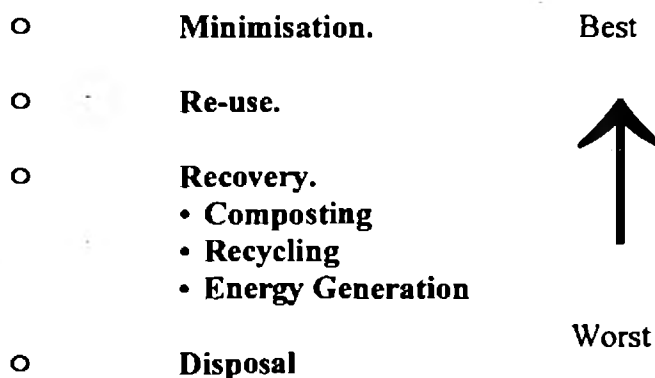 o Minimisation. Best
o Re-use.
o Recovery.
• Composting
• Recycling
• Energy Generation
Worst
o Disposal